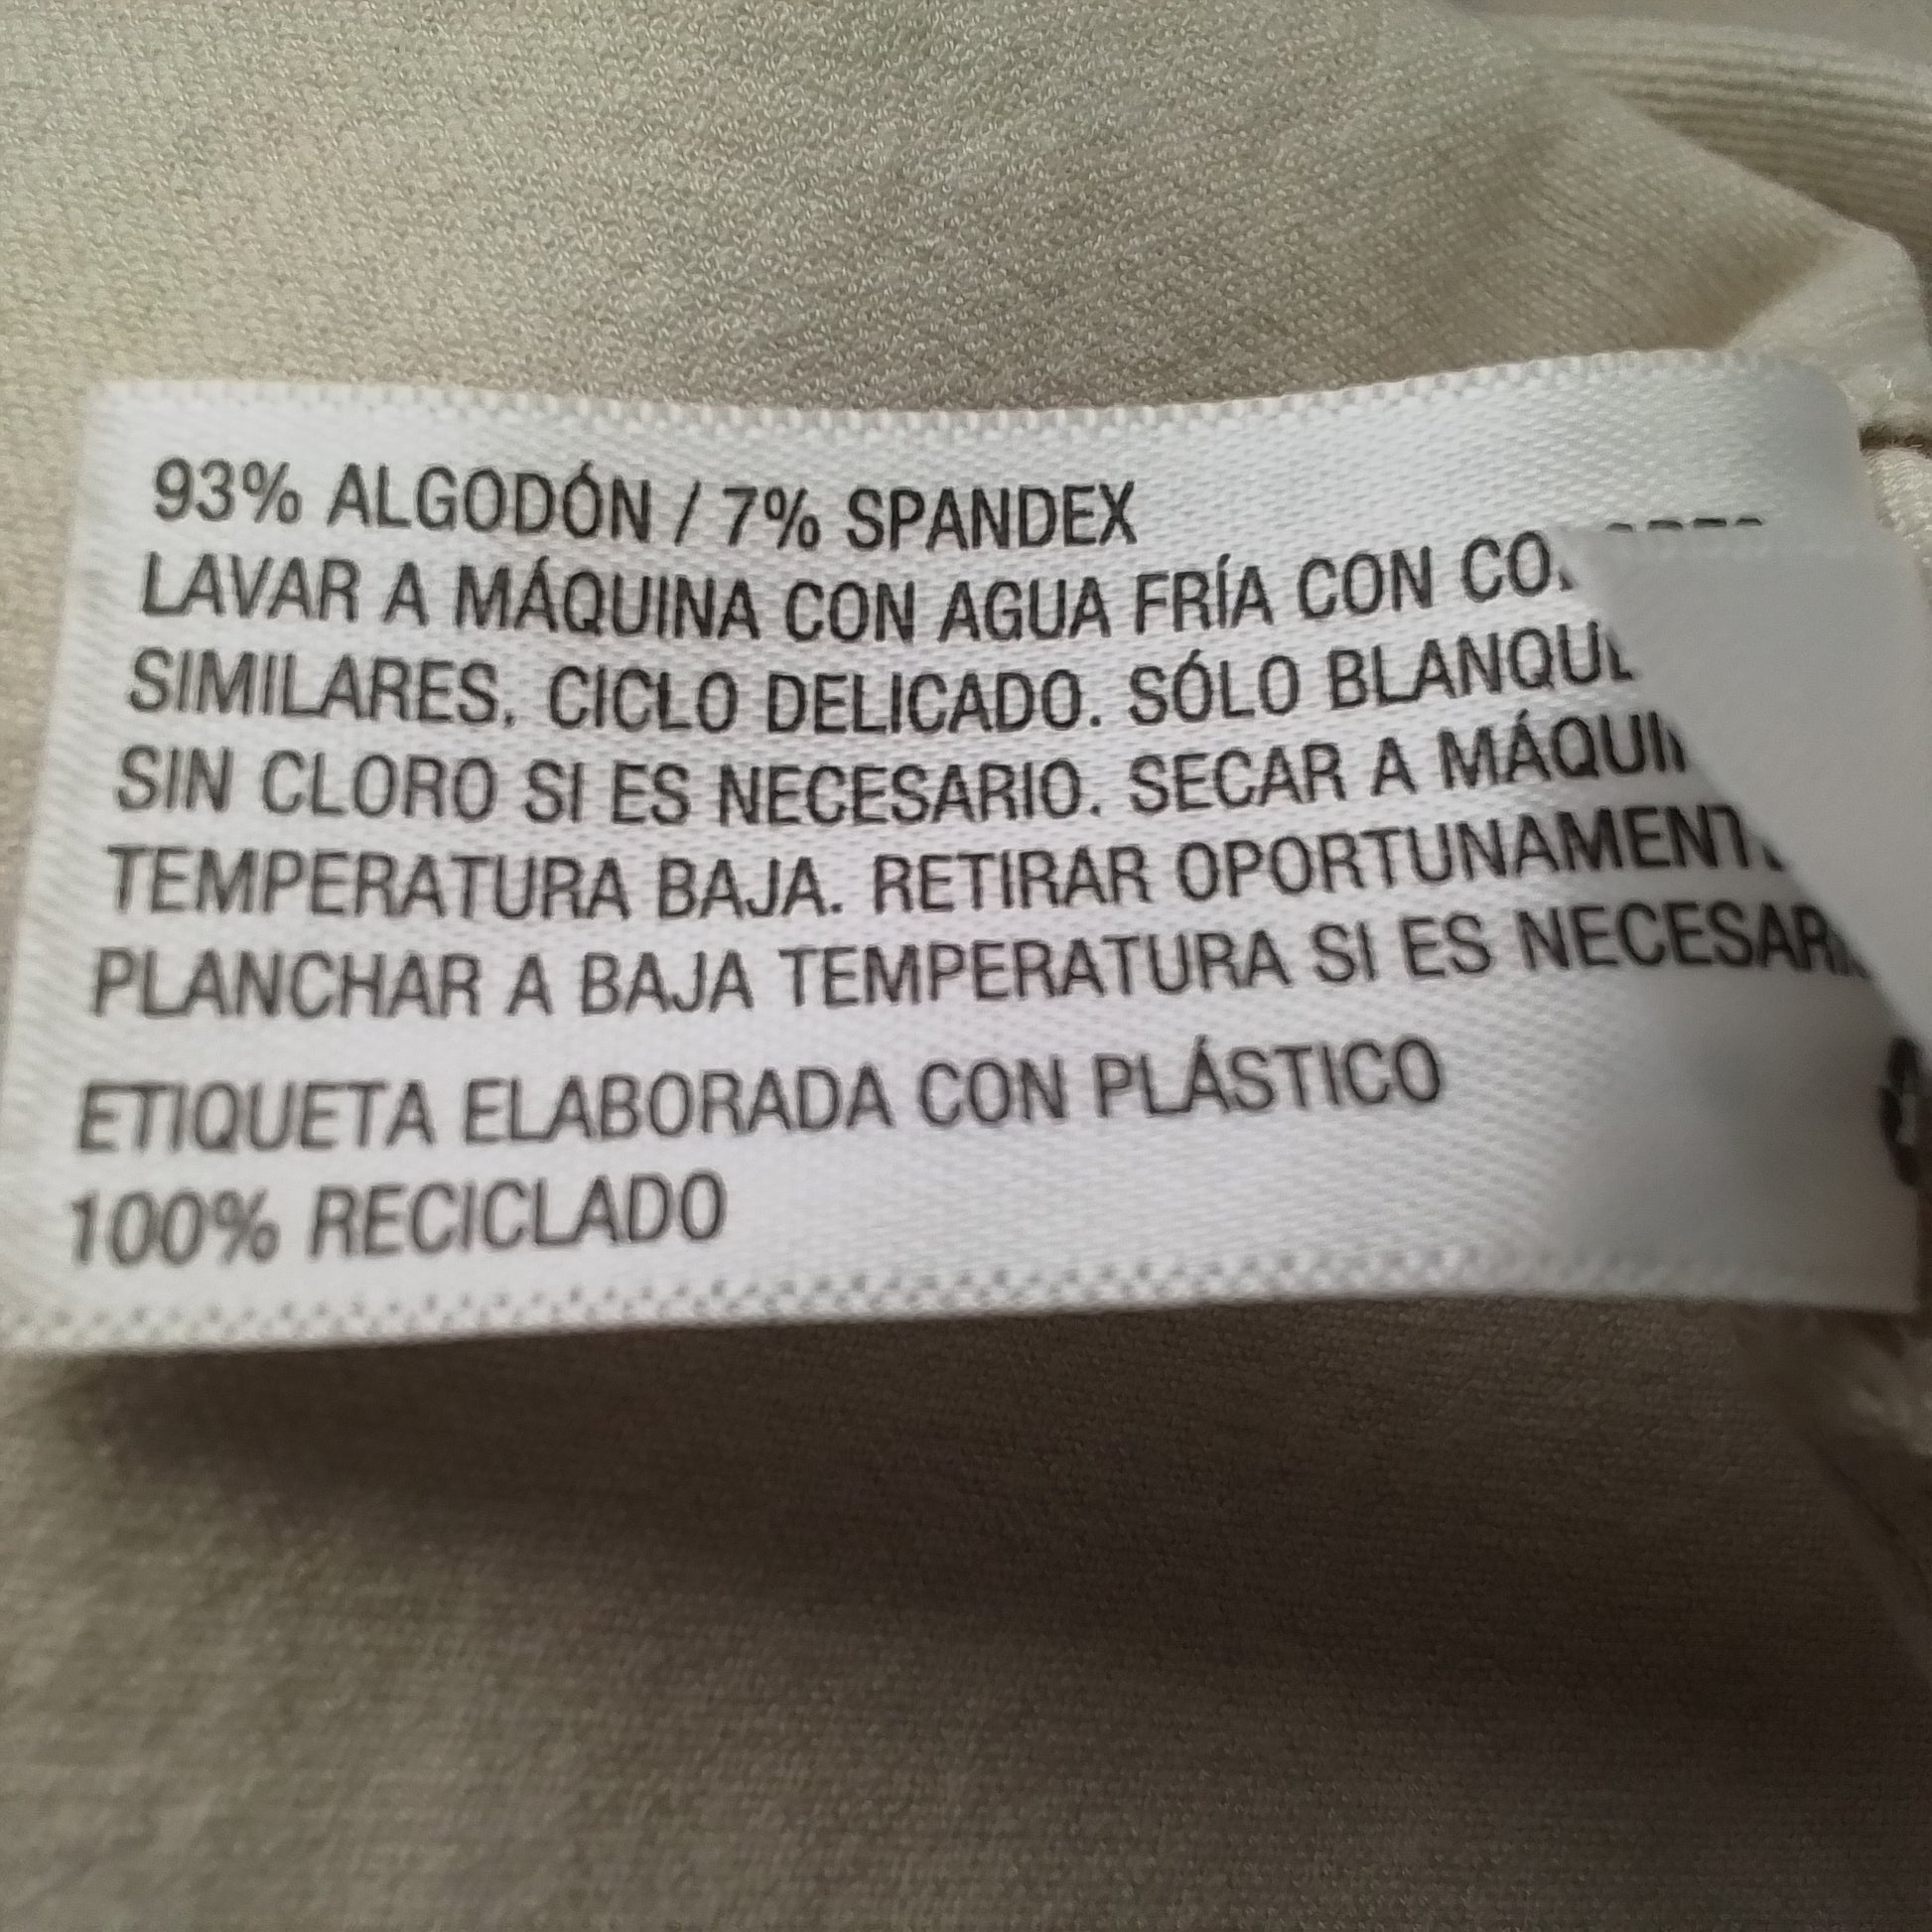 93% ALGODÓN / 7% SPANDEX
LAVAR A MÁQUINA CON AGUA FRÍA CON
SIMILARES. CICLO DELICADO. SÓLO
SIN CLORO SI ES NECESARIO. SECAR A
TEMPERATURA BAJA. RETIRAR
PLANCHAR A BAJA TEMPERATURA SI ES
ETIQUETA ELABORADA CON PLÁSTICO
100% RECICLADO